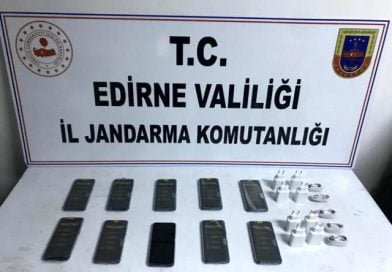 T.C.
EDİRNE VALİLİĞİ
İL JANDARMA KOMUTANLIĞI